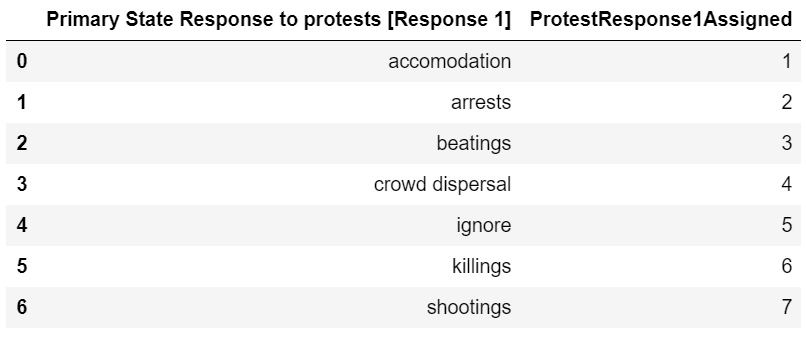 Primary State Response to protests [Response 1] ProtestResponse1Assigned
0 accomodation 1
1 arrests 2
2 beatings 3
3 crowd dispersal 4
4 ignore 5
5 killings 6
6 shootings 7